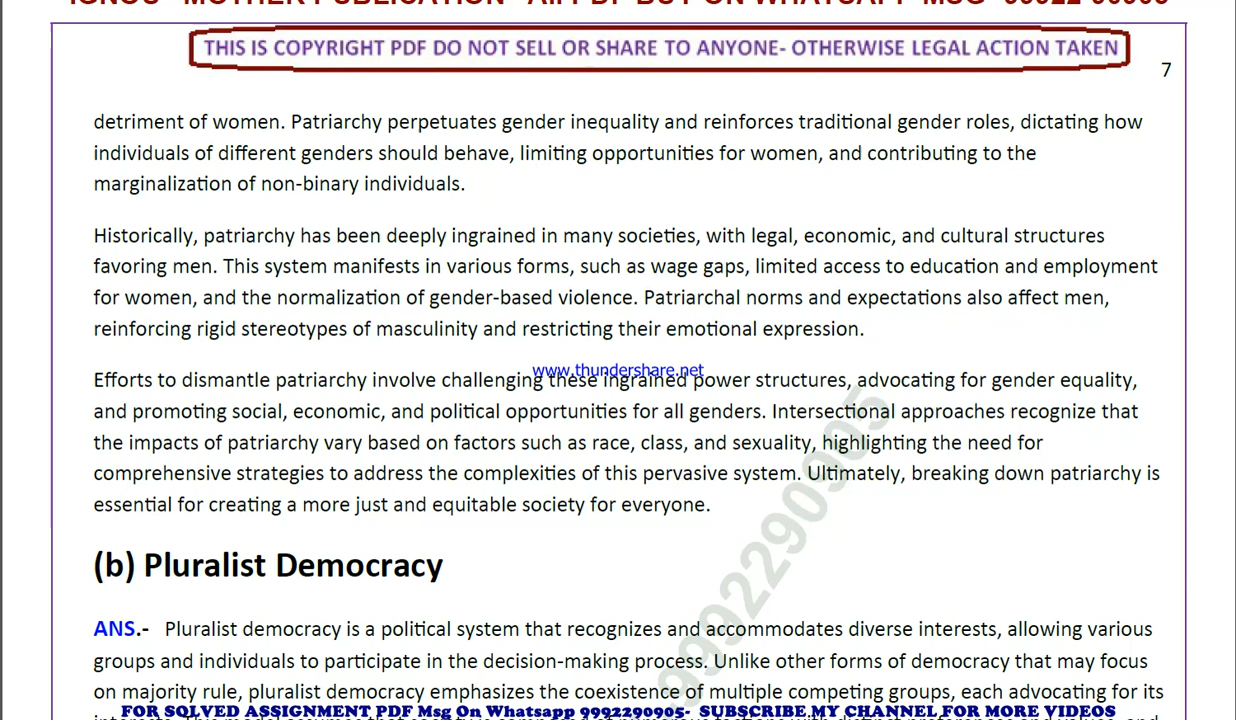 IGNOU MOTHER PUBLICATION ALL PDF BUY ON WHATSAPP MSG 99922 90905
THIS IS COPYRIGHT PDF DO NOT SELL OR SHARE TO ANYONE- OTHERWISE LEGAL ACTION TAKEN
7
detriment of women. Patriarchy perpetuates gender inequality and reinforces traditional gender roles, dictating how
individuals of different genders should behave, limiting opportunities for women, and contributing to the
marginalization of non-binary individuals.
Historically, patriarchy has been deeply ingrained in many societies, with legal, economic, and cultural structures
favoring men. This system manifests in various forms, such as wage gaps, limited access to education and employment
for women, and the normalization of gender-based violence. Patriarchal norms and expectations also affect men,
reinforcing rigid stereotypes of masculinity and restricting their emotional expression.
www.thundershare.net
Efforts to dismantle patriarchy involve challenging these ingrained power structures, advocating for gender equality,
and promoting social, economic, and political opportunities for all genders. Intersectional approaches recognize that
the impacts of patriarchy vary based on factors such as race, class, and sexuality, highlighting the need for
comprehensive strategies to address the complexities of this pervasive system. Ultimately, breaking down patriarchy is
essential for creating a more just and equitable society for everyone.
9992290905
(b) Pluralist Democracy
ANS.- Pluralist democracy is a political system that recognizes and accommodates diverse interests, allowing various
groups and individuals to participate in the decision-making process. Unlike other forms of democracy that may focus
on majority rule, pluralist democracy emphasizes the coexistence of multiple competing groups, each advocating for its
FOR SOLVED ASSIGNMENT PDF Msg On Whatsapp 9992290905- SUBSCRIBE MY CHANNEL FOR MORE VIDEOS